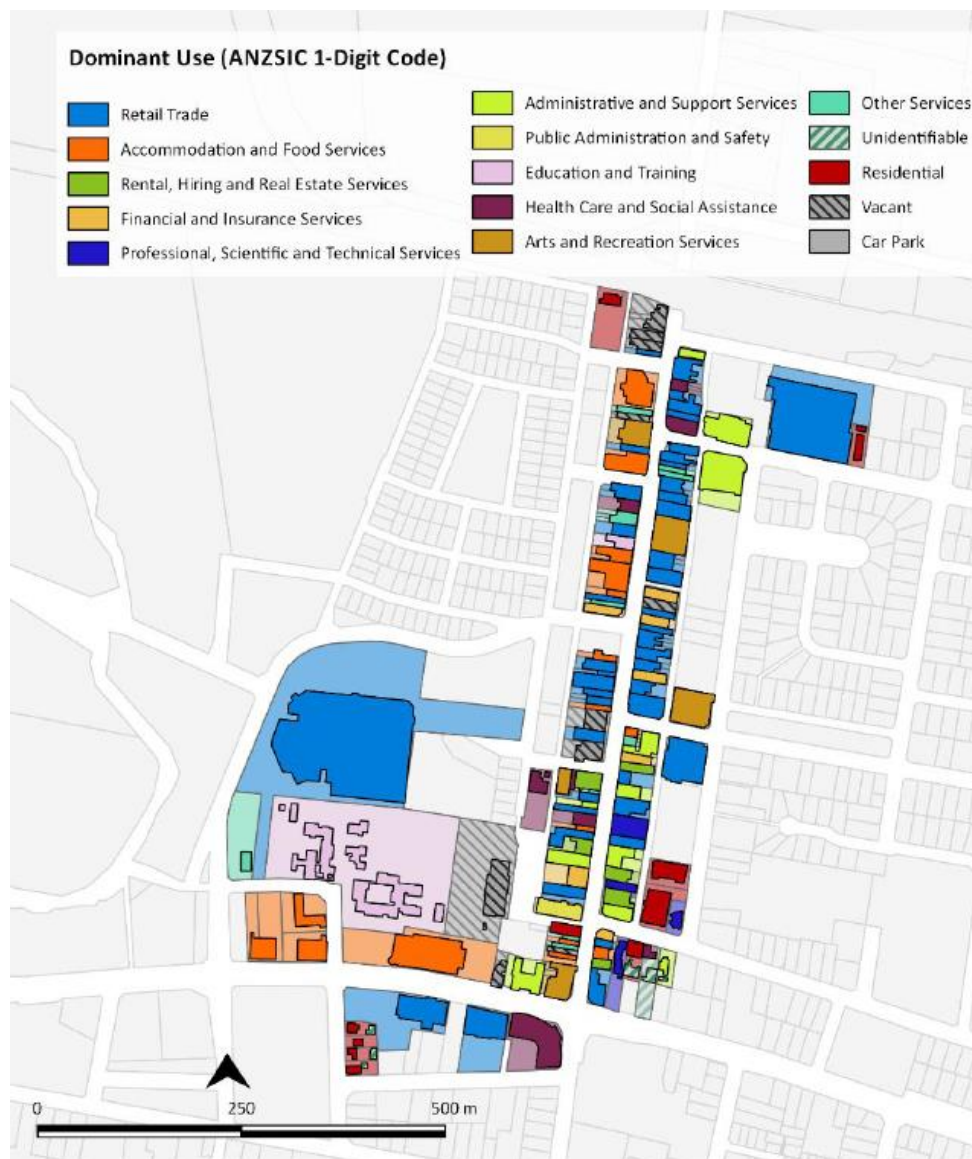 Dominant Use (ANZSIC 1-Digit Code)
Retail Trade
Accommodation and Food Services
Rental, Hiring and Real Estate Services
Financial and Insurance Services
Professional, Scientific and Technical Services
Administrative and Support Services
Public Administration and Safety
Education and Training
Health Care and Social Assistance
Arts and Recreation Services
Other Services
Unidentifiable
Residential
Vacant
Car Park
0 250 500 m